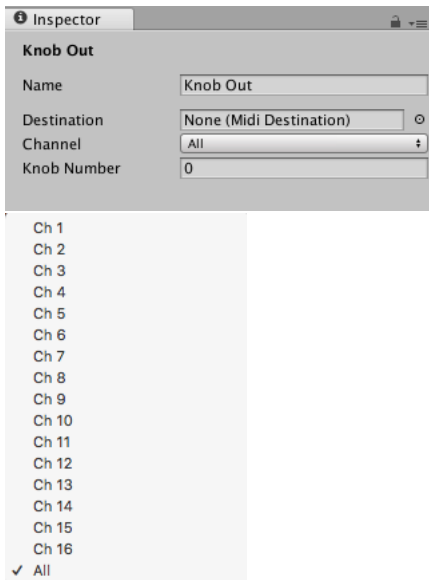 Inspector
Knob Out
Name Knob Out
Destination None (Midi Destination)
Channel All
Knob Number 0
Ch 1
Ch 2
Ch 3
Ch 4
Ch 5
Ch 6
Ch 7
Ch 8
Ch 9
Ch 10
Ch 11
Ch 12
Ch 13
Ch 14
Ch 15
Ch 16
✓ All